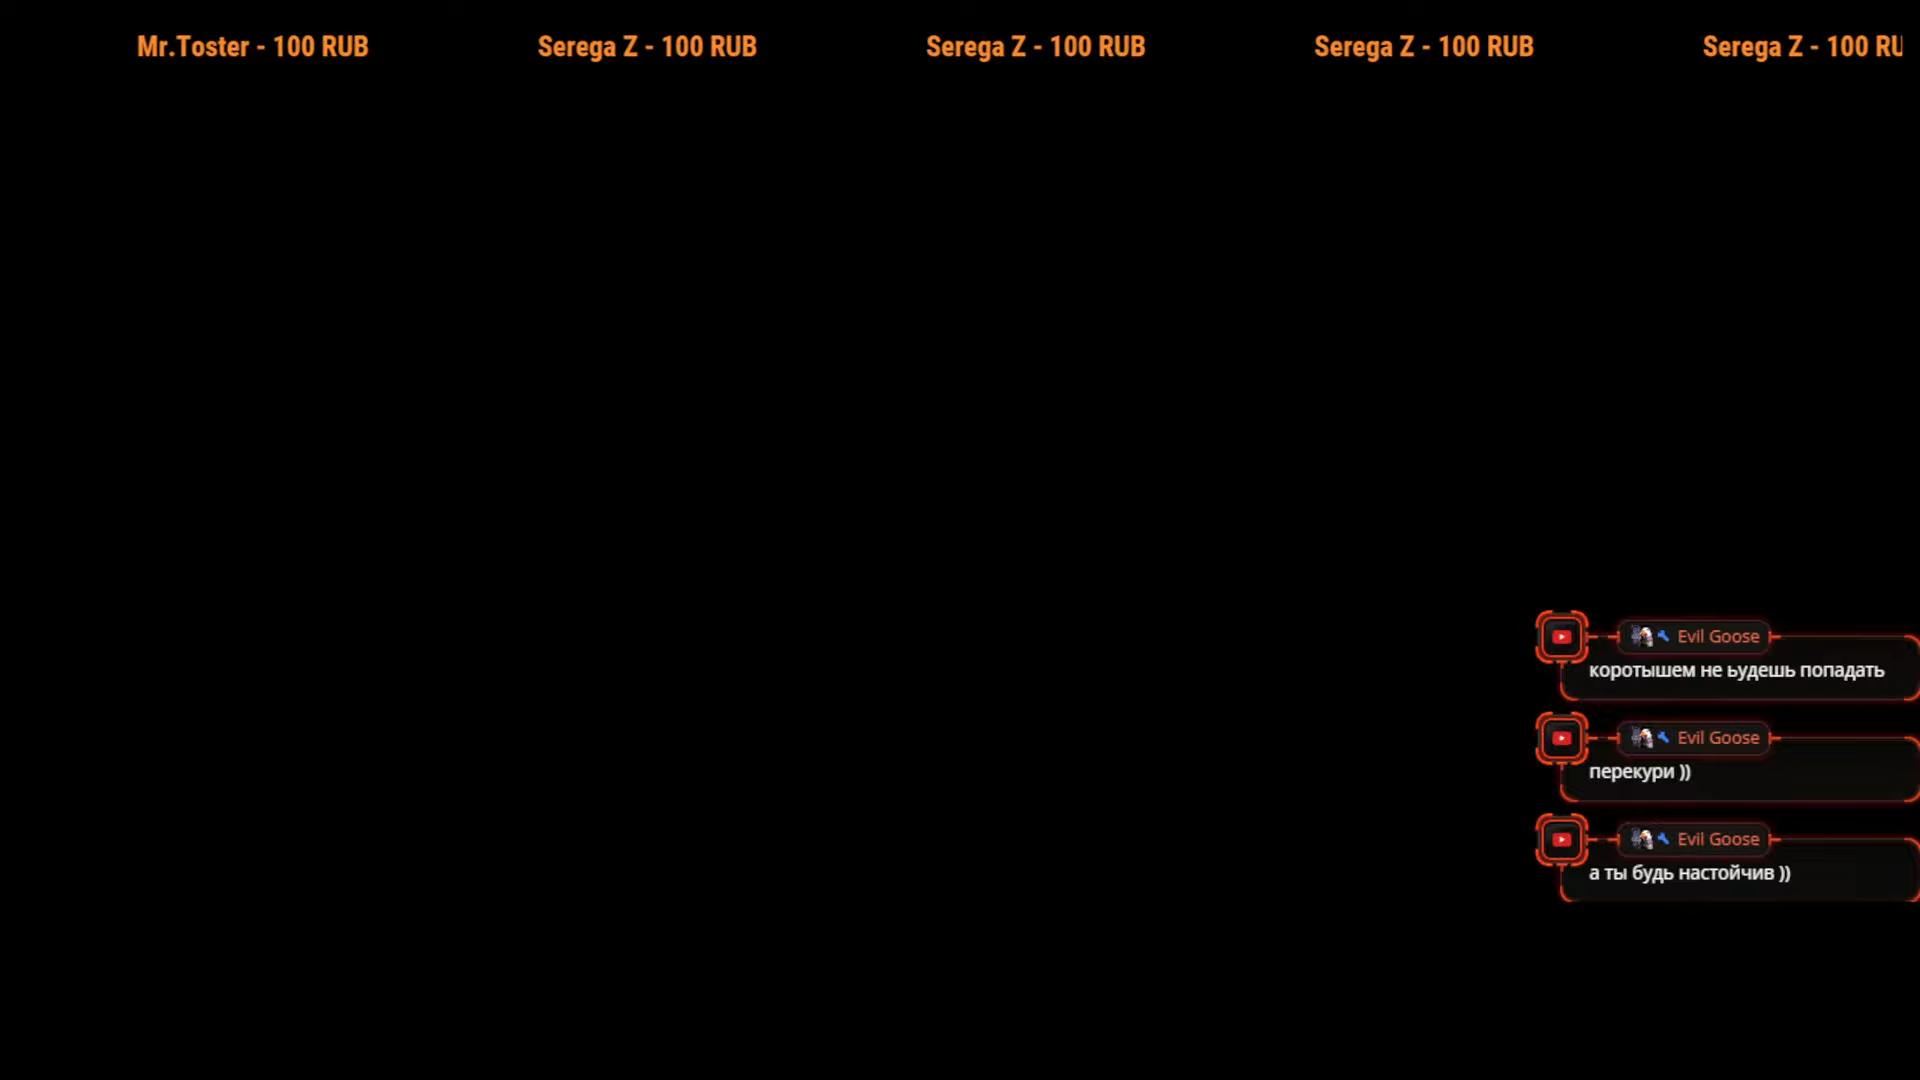 Mr.Toster - 100 RUB Serega Z - 100 RUB Serega Z - 100 RUB Serega Z - 100 RUB Serega Z - 100 RU
Evil Goose
коротышем не будешь попадать
Evil Goose
перекури ))
Evil Goose
а ты будь настойчив ))